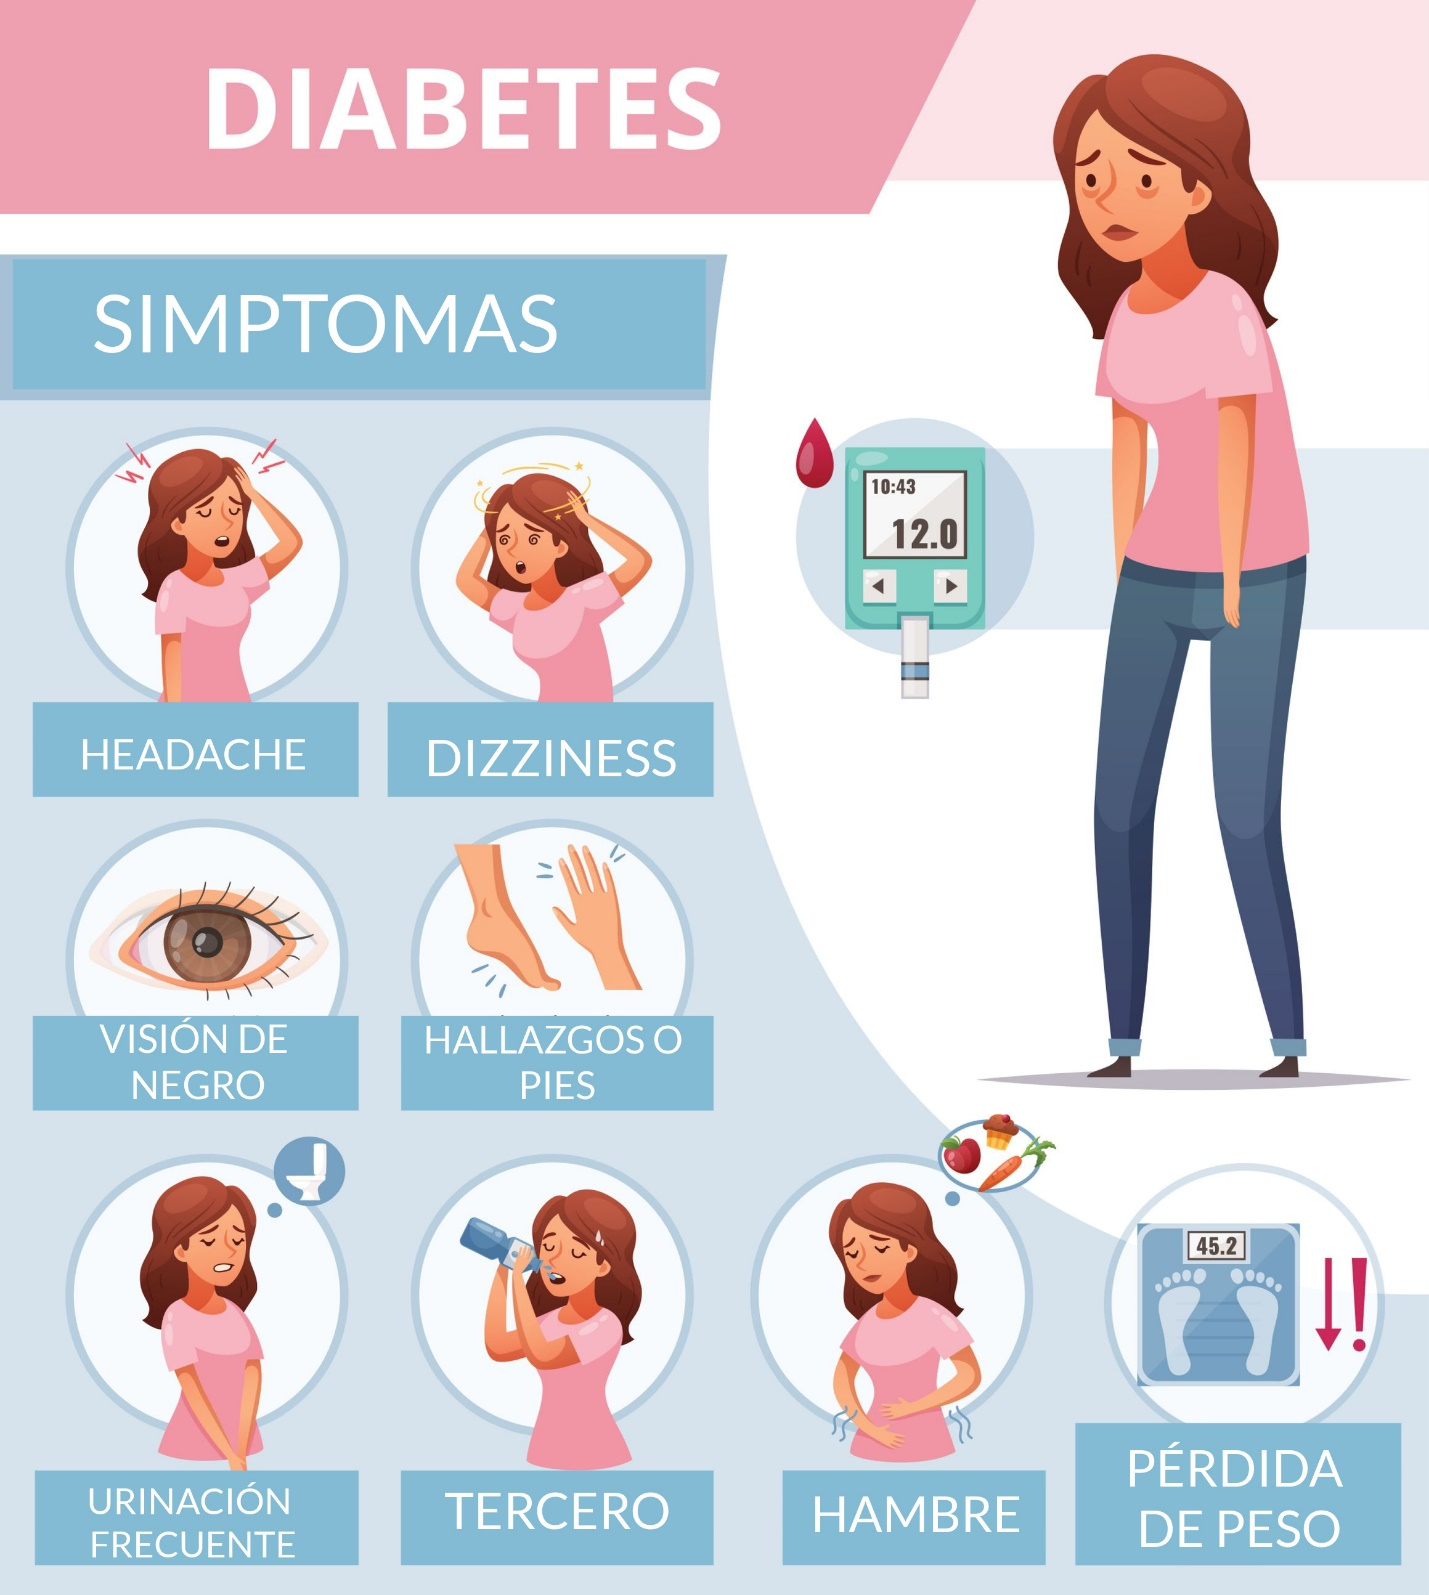 DIABETES
SIMPTOMAS
10:43
12.0
HEADACHE
DIZZINESS
VISIÓN DE
NEGRO
HALLAZGOS O
PIES
URINACIÓN
FRECUENTE
TERCERO
HAMBRE
45.2
!
PÉRDIDA
DE PESO